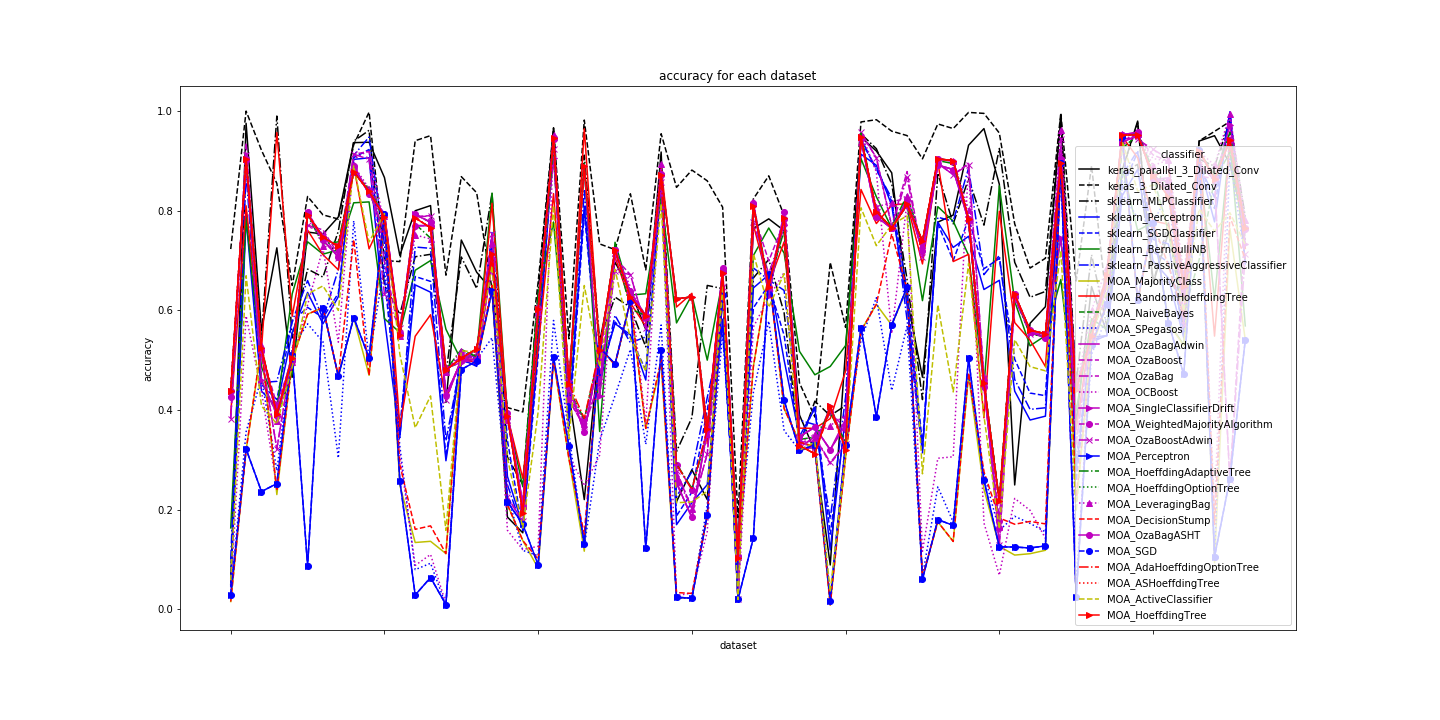 accuracy for each dataset
1.0
0.8
0.6
0.4
0.2
0.0
accuracy
dataset
classifier
keras_parallel_3_Dilated_Conv
keras_3_Dilated_Conv
sklearn_MLPClassifier
sklearn_Perceptron
sklearn_SGDClassifier
sklearn_BernoulliNB
sklearn_PassiveAggressiveClassifier
MOA_MajorityClass
MOA_RandomHoeffdingTree
MOA_NaiveBayes
MOA_SPegasos
MOA_OzaBagAdwin
MOA_OzaBoost
MOA_OzaBag
MOA_OCBoost
MOA_SingleClassifierDrift
MOA_WeightedMajorityAlgorithm
MOA_OzaBoostAdwin
MOA_Perceptron
MOA_HoeffdingAdaptiveTree
MOA_HoeffdingOptionTree
MOA_LeveragingBag
MOA_DecisionStump
MOA_OzaBagASHT
MOA_SGD
MOA_AdaHoeffdingOptionTree
MOA_ASHoeffdingTree
MOA_ActiveClassifier
MOA_HoeffdingTree